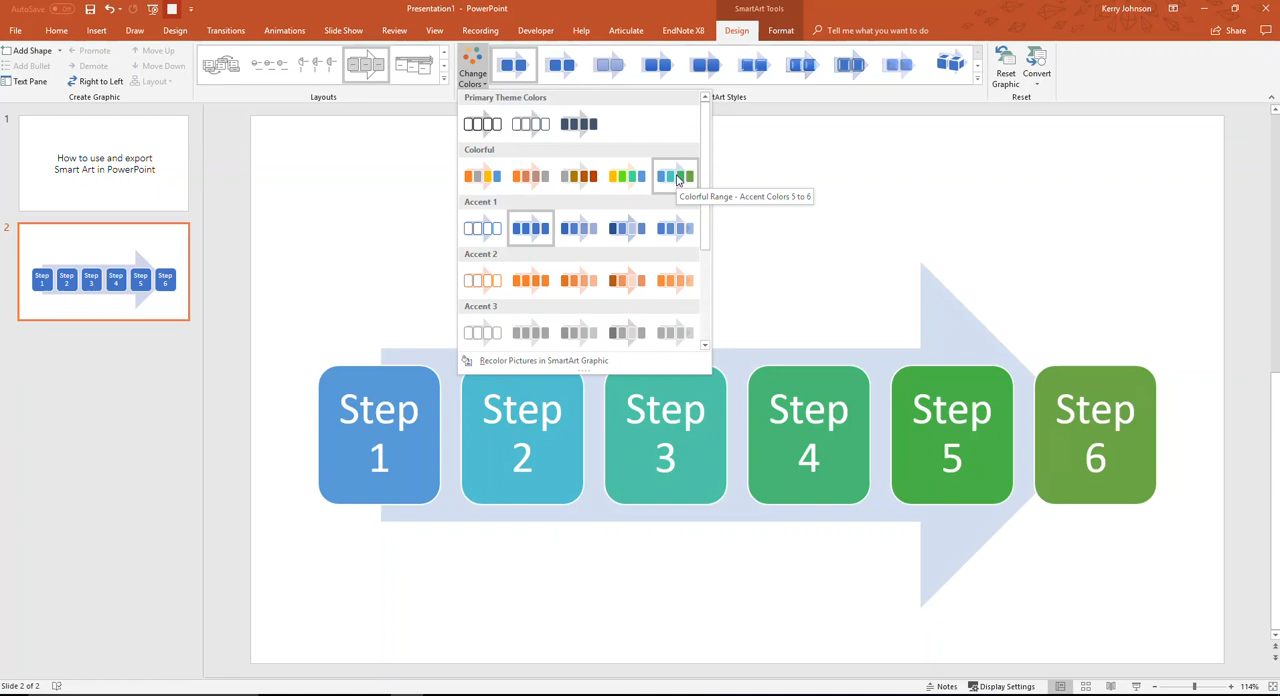 AutoSave Off
Presentation1 - PowerPoint
SmartArt Tools
Kerry Johnson
File Home Insert Draw Design Transitions Animations Slide Show Review View Recording Developer Help Articulate EndNote X8 Design Format Tell me what you want to do Share
Add Shape Promote Move Up
Add Bullet Demote Move Down
Text Pane Right to Left Layout
Create Graphic
Layouts
Change
Colors
Reset
Graphic
Convert
Reset
Primary Theme Colors
Colorful
Colorful Range - Accent Colors 5 to 6
Accent 1
Accent 2
Accent 3
Recolor Pictures in SmartArt Graphic
1
How to use and export
Smart Art in PowerPoint
2
Step Step Step Step Step Step
1 2 3 4 5 6
Step Step Step Step Step Step
1 2 3 4 5 6
Slide 2 of 2
Notes Display Settings 114%